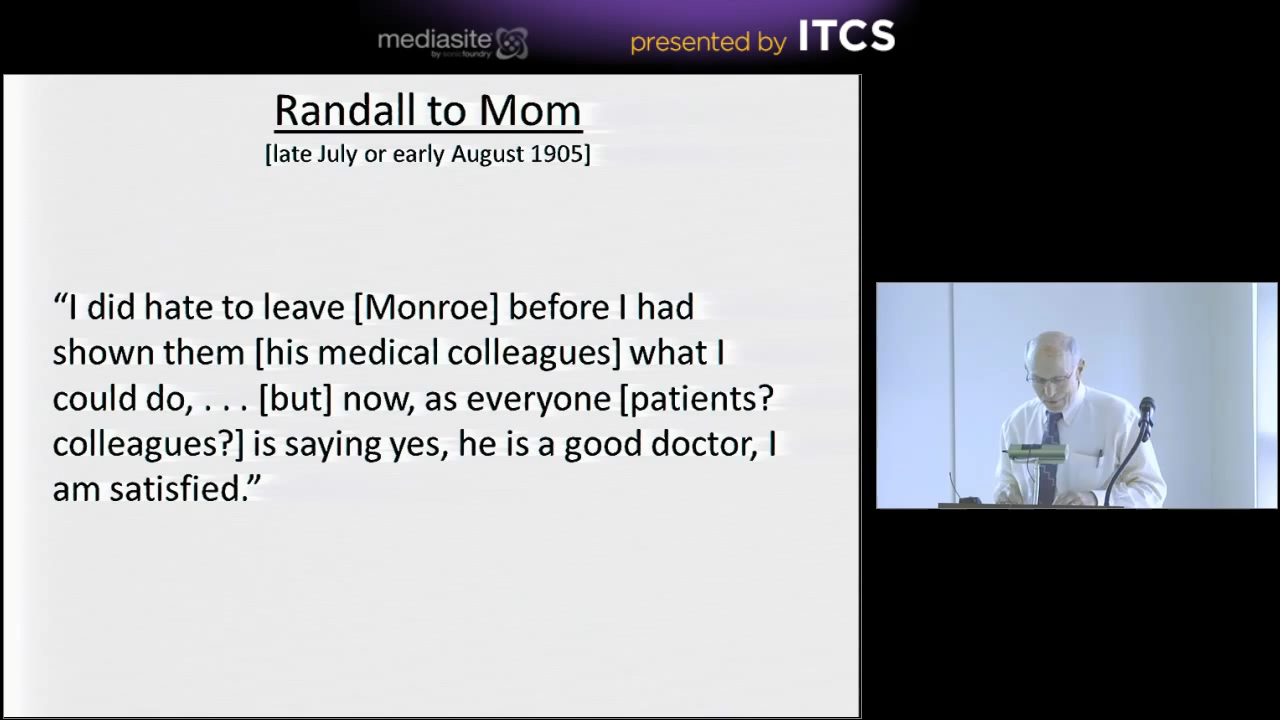 mediasite
by sonicfoundry
presented by ITCS
Randall to Mom
[late July or early August 1905]
“I did hate to leave [Monroe] before I had
shown them [his medical colleagues] what I
could do, . . . [but] now, as everyone [patients?
colleagues?] is saying yes, he is a good doctor, I
am satisfied.”